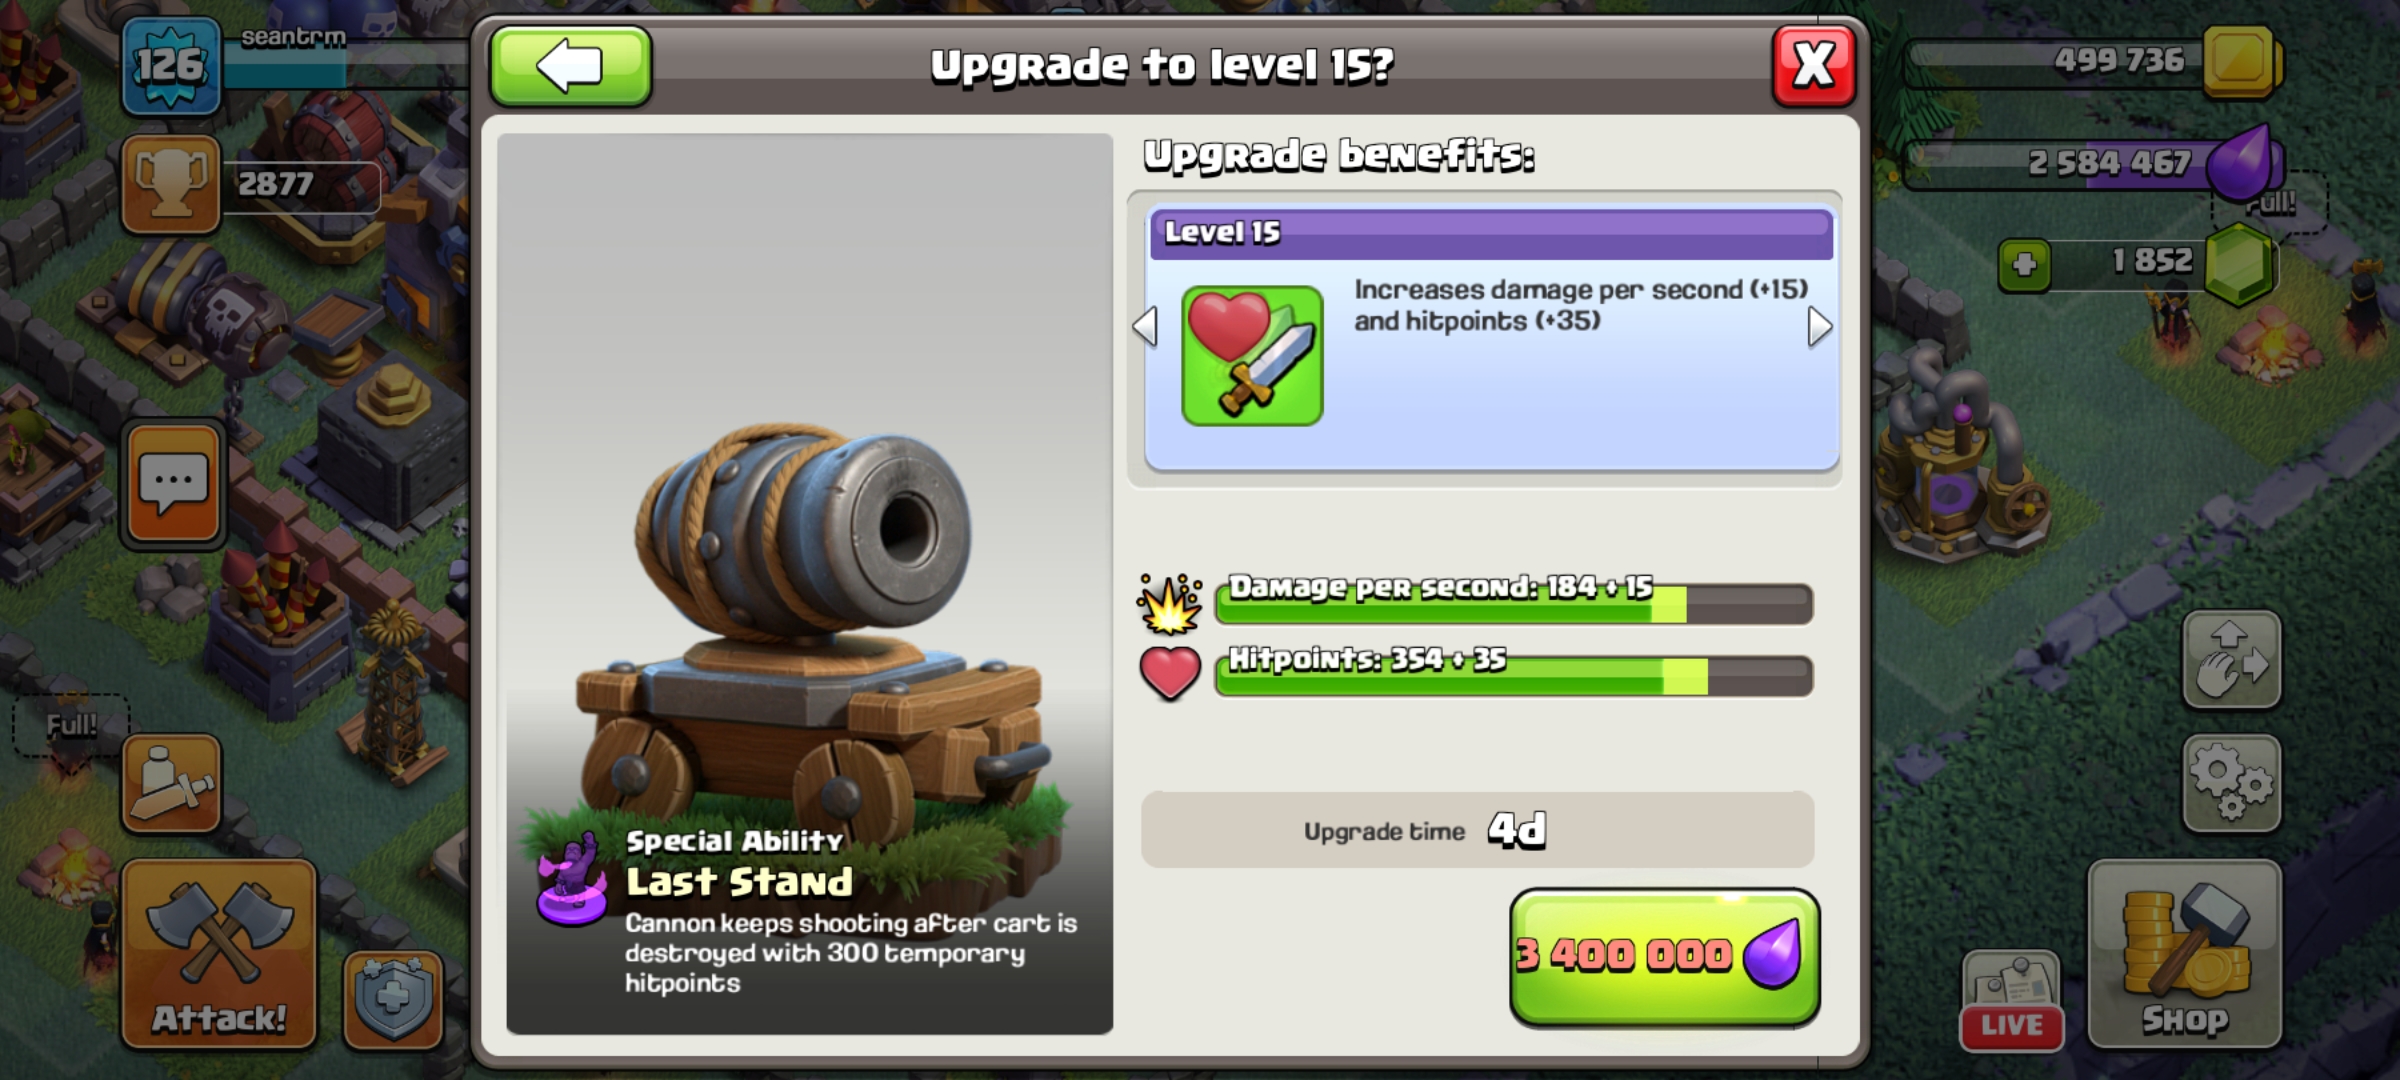 126
seantrm
2877
Full!
Attack!
Upgrade to level 15?
X
Special Ability
Last Stand
Cannon keeps shooting after cart is
destroyed with 300 temporary
hitpoints
Upgrade benefits:
Level 15
Increases damage per second (+15)
and hitpoints (+35)
Damage per second: 184 + 15
Hitpoints: 354 + 35
Upgrade time 4d
3 400 000
499 736
2 584 467
Full!
1 852
LIVE
Shop